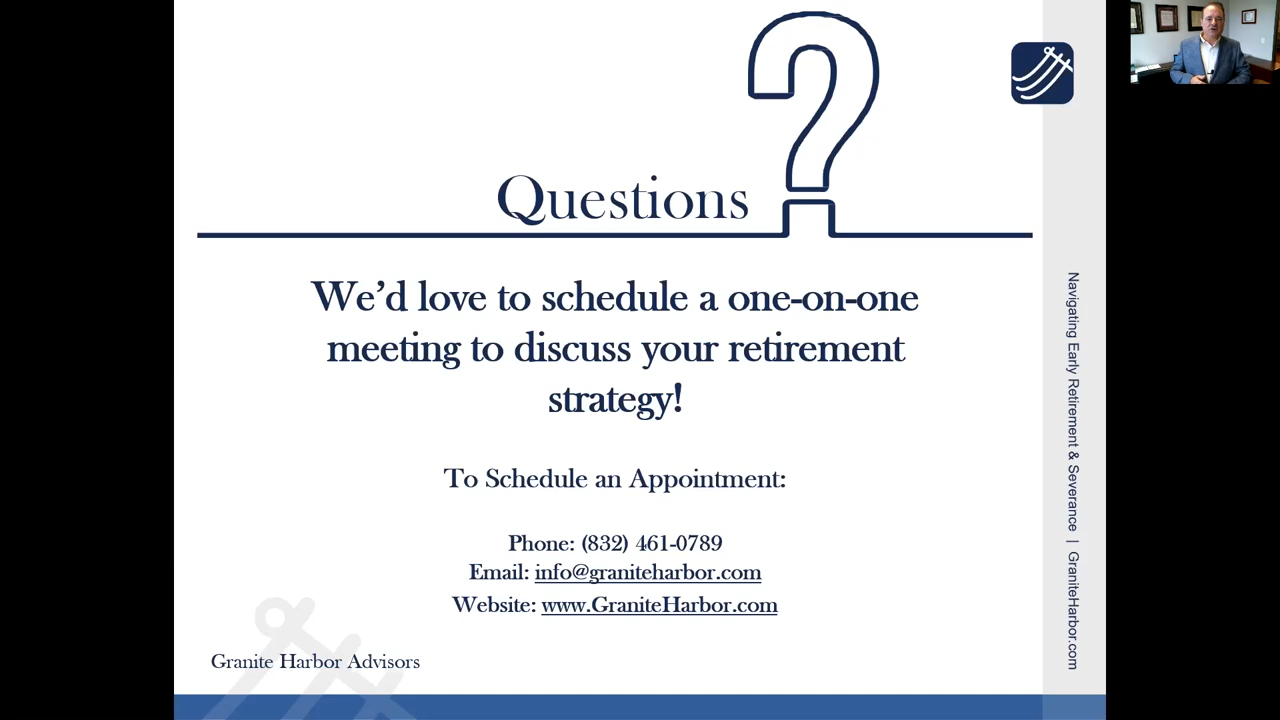 Questions
We'd love to schedule a one-on-one
meeting to discuss your retirement
strategy!
To Schedule an Appointment:
Phone: (832) 461-0789
Email: info@graniteharbor.com
Website: www.GraniteHarbor.com
Granite Harbor Advisors
Navigating Early Retirement & Severance | GraniteHarbor.com